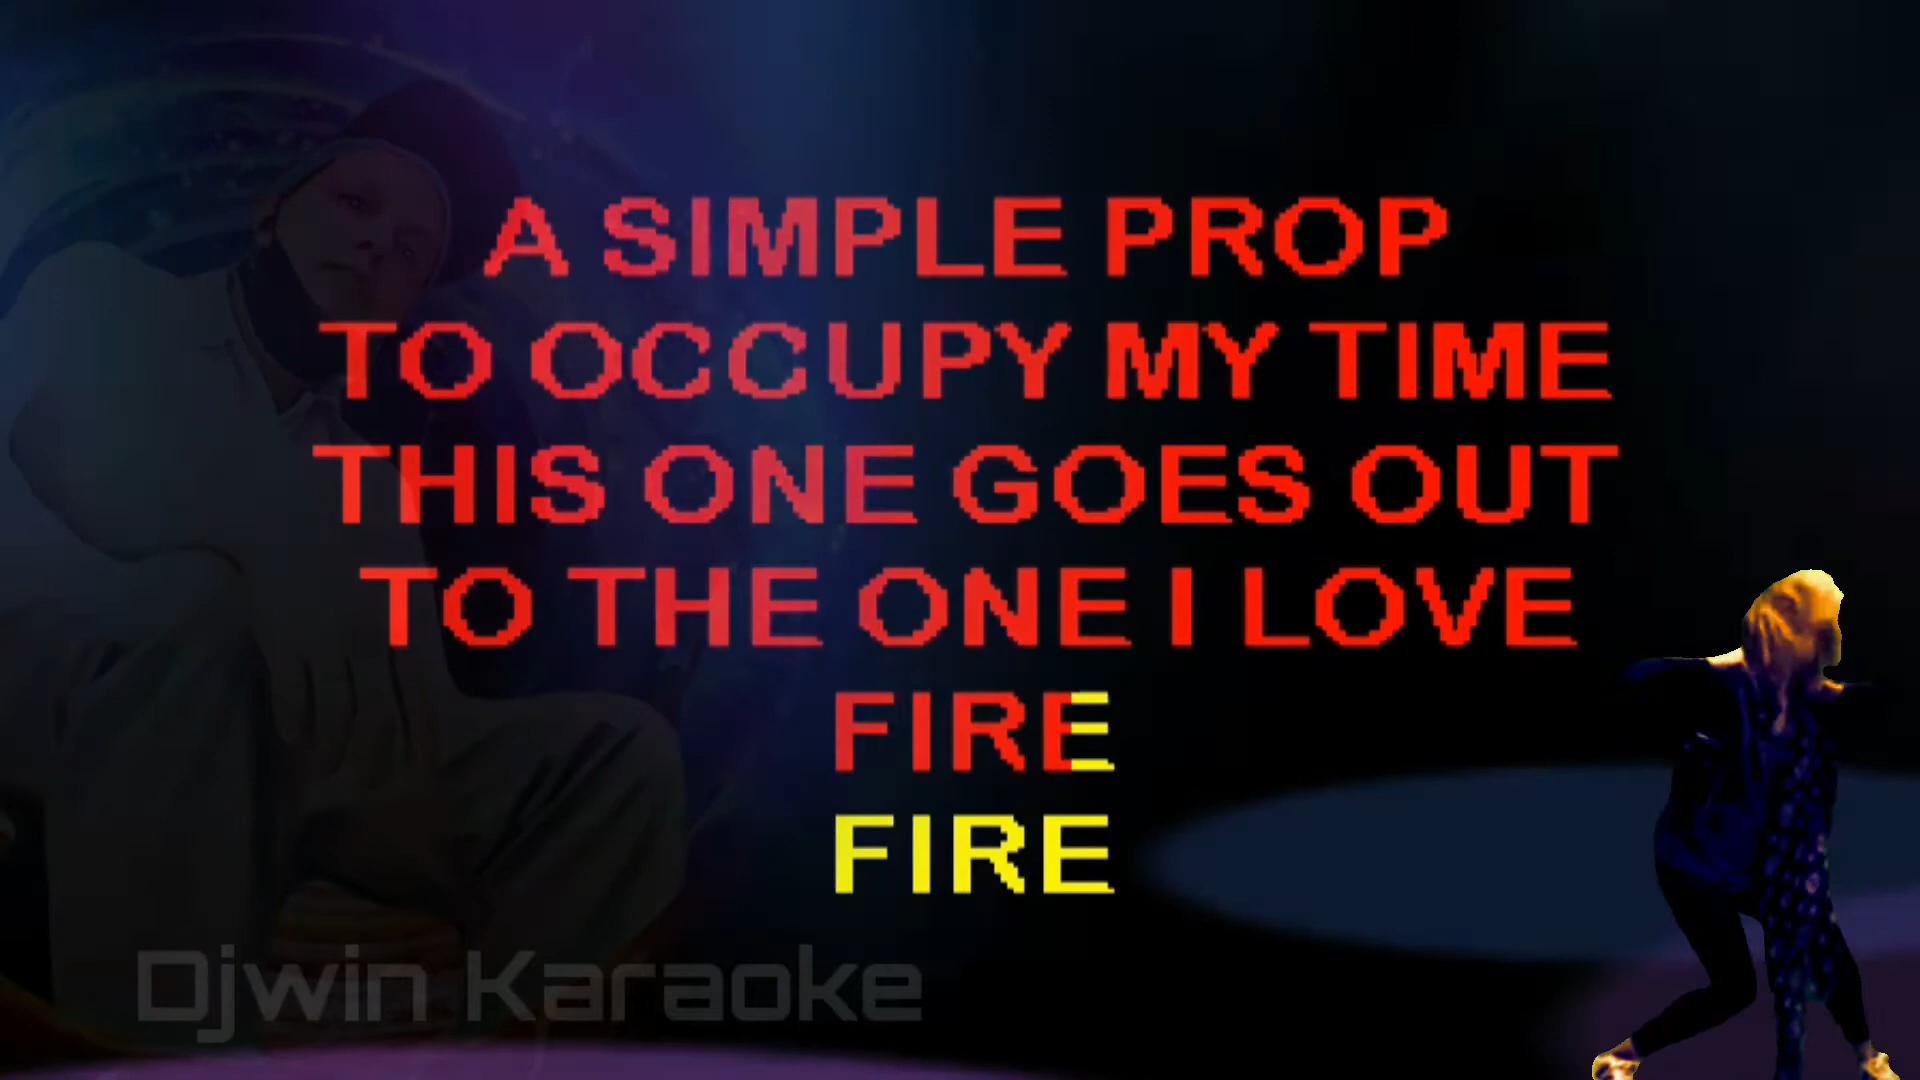 A SIMPLE PROP
TO OCCUPY MY TIME
THIS ONE GOES OUT
TO THE ONE I LOVE
FIRE
FIRE
Djwin Karaoke